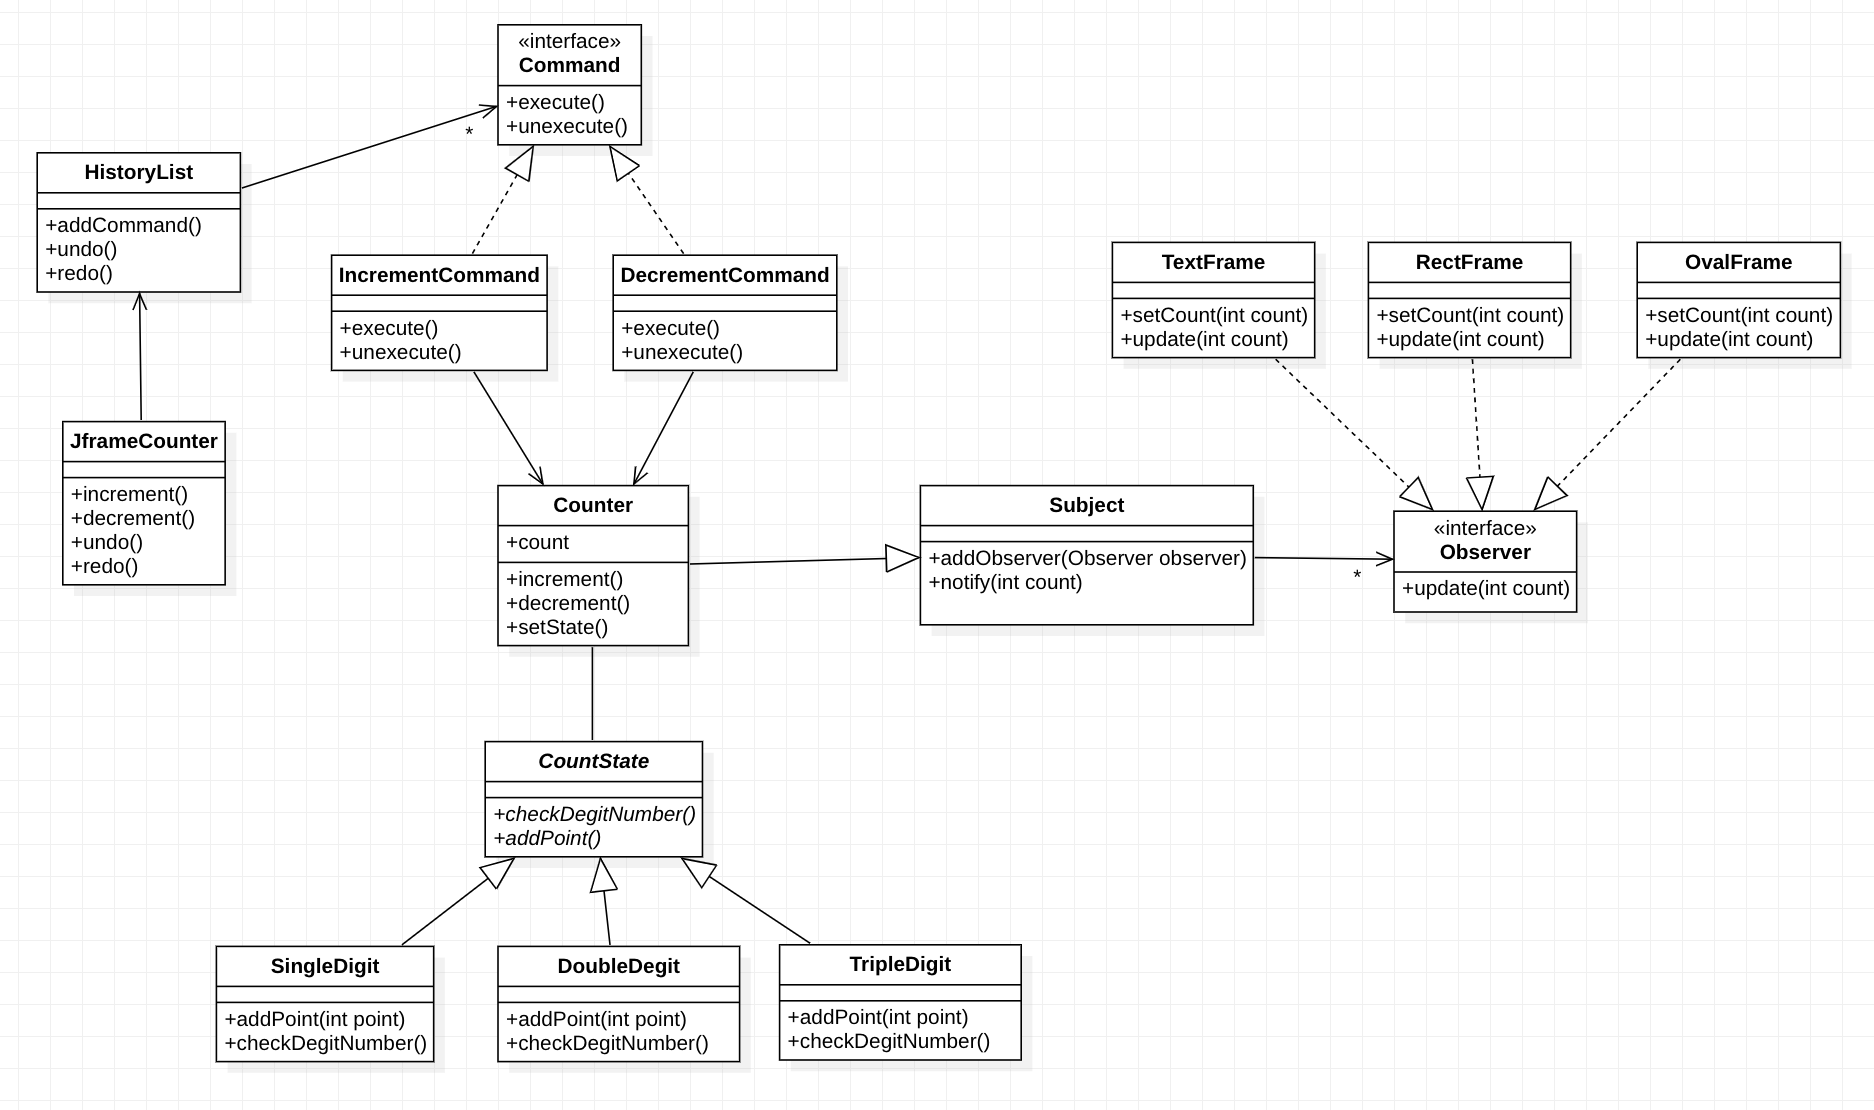 «interface»
Command
+execute()
+unexecute()
*
HistoryList
+addCommand()
+undo()
+redo()
IncrementCommand
+execute()
+unexecute()
DecrementCommand
+execute()
+unexecute()
TextFrame
+setCount(int count)
+update(int count)
RectFrame
+setCount(int count)
+update(int count)
OvalFrame
+setCount(int count)
+update(int count)
JframeCounter
+increment()
+decrement()
+undo()
+redo()
Counter
+count
+increment()
+decrement()
+setState()
Subject
+addObserver(Observer observer)
+notify(int count)
*
«interface»
Observer
+update(int count)
CountState
+checkDegitNumber()
+addPoint()
SingleDigit
+addPoint(int point)
+checkDegitNumber()
DoubleDegit
+addPoint(int point)
+checkDegitNumber()
TripleDigit
+addPoint(int point)
+checkDegitNumber()